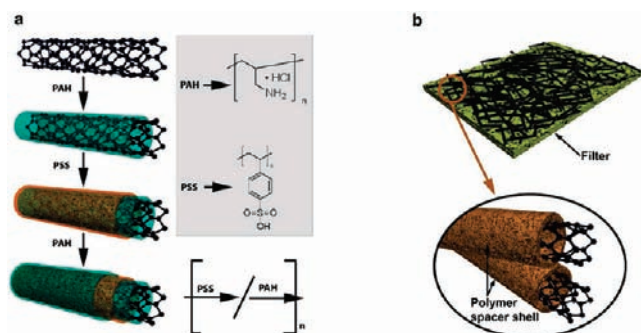 a
PAH
PSS
PAH
PAH
• HCl
NH2
n
PSS
O=S=O
OH
PSS
PAH
n
b
Filter
Polymer
spacer shell